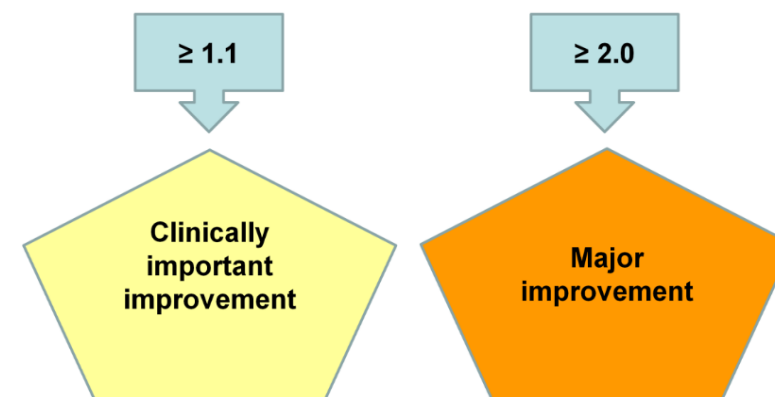 ≥ 1.1
≥ 2.0
Clinically
important
improvement
Major
improvement